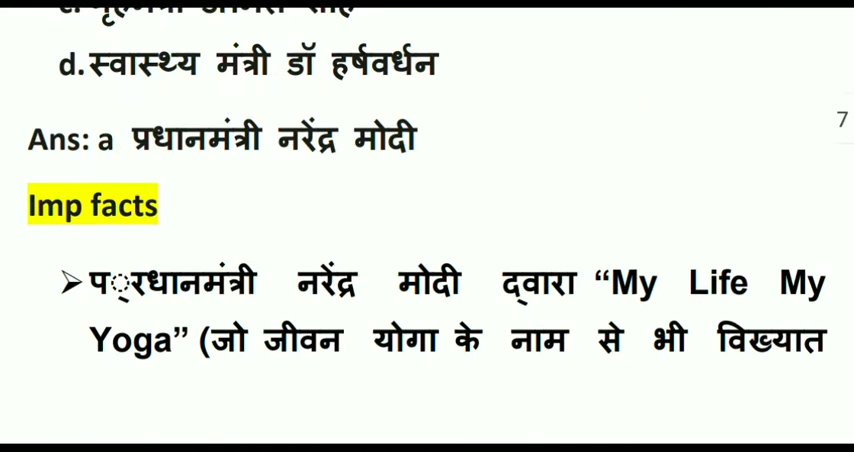 d.स्वास्थ्य मंत्री डॉ हर्षवर्धन
7
Ans: a प्रधानमंत्री नरेंद्र मोदी
Imp facts
➢ प्रधानमंत्री नरेंद्र मोदी द्वारा “My Life My
Yoga” (जो जीवन योगा के नाम से भी विख्यात